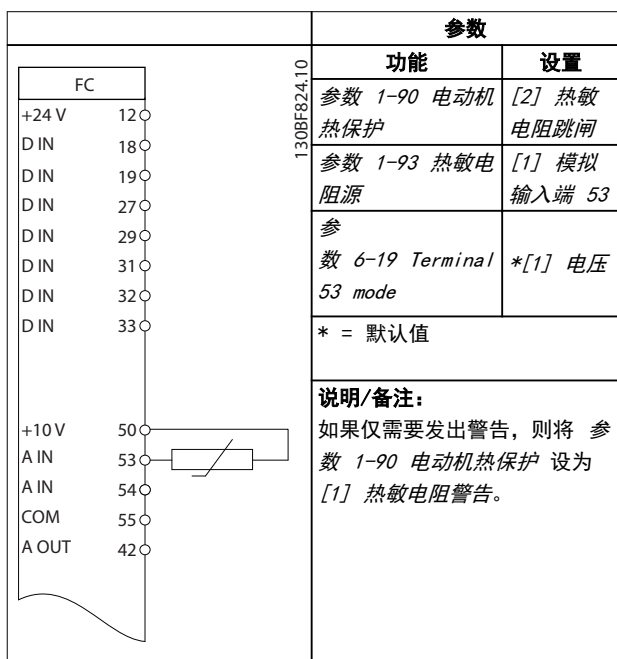 FC
+24 V 12
D IN 18
D IN 19
D IN 27
D IN 29
D IN 31
D IN 32
D IN 33
+10 V 50
A IN 53
A IN 54
COM 55
A OUT 42
130BF824.10
参数
功能 设置
参数 1-90 电动机
热保护
[2] 热敏
电阻跳闸
参数 1-93 热敏电
阻源
[1] 模拟
输入端 53
参
数 6-19 Terminal
53 mode
*[1] 电压
* = 默认值
说明/备注：
如果仅需要发出警告，则将 参
数 1-90 电动机热保护 设为
[1] 热敏电阻警告。